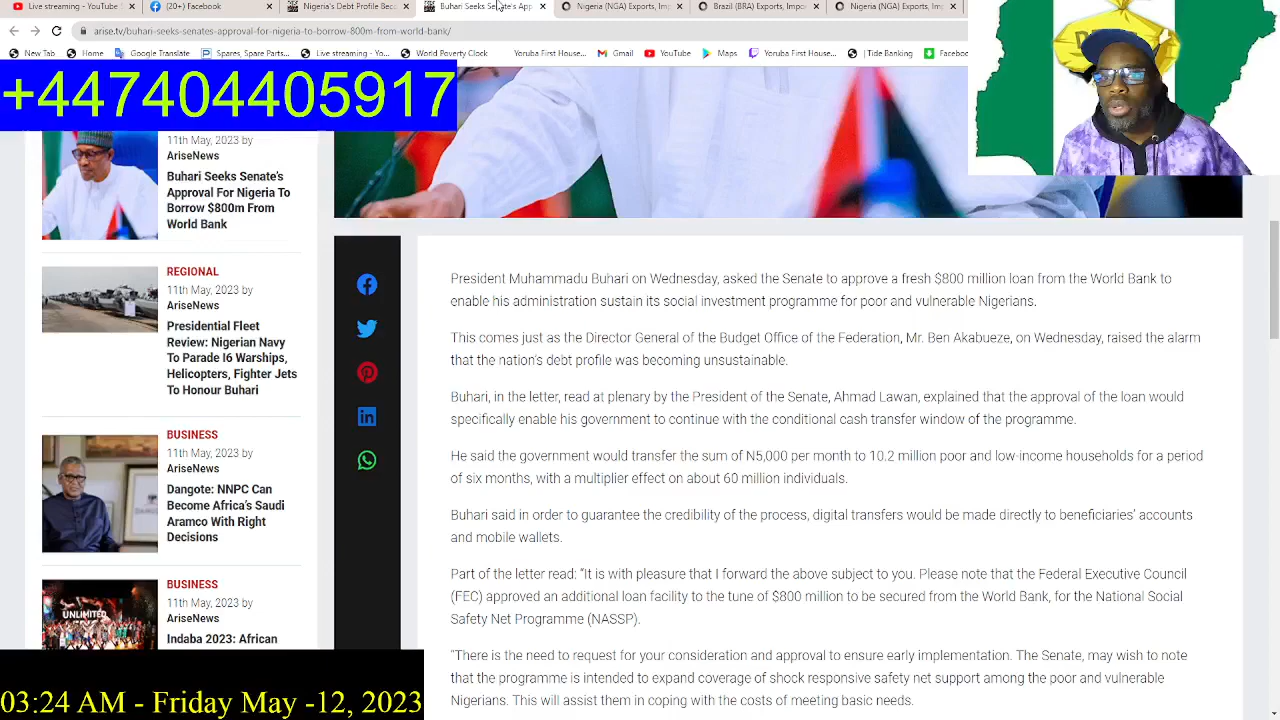 Live streaming - YouTube
(20+) Facebook
Nigeria's Debt Profile Bec
Buhari Seeks Senate's App
Nigeria (NGA) Exports, Imp
Brazil (BRA) Exports, Impor
Nigeria (NGA) Exports, Imp
arise.tv/buhari-seeks-senates-approval-for-nigeria-to-borrow-800m-from-world-bank/
New Tab
Home
Google Translate
Spares, Spare Parts...
Live streaming - Yo...
World Poverty Clock
Yoruba First House...
Gmail
YouTube
Maps
Yoruba First House...
| Tide Banking
Facebo
+447404405917
11th May, 2023 by
AriseNews
Buhari Seeks Senate's
Approval For Nigeria To
Borrow $800m From
World Bank
REGIONAL
11th May, 2023 by
AriseNews
Presidential Fleet
Review: Nigerian Navy
To Parade I6 Warships,
Helicopters, Fighter Jets
To Honour Buhari
BUSINESS
11th May, 2023 by
AriseNews
Dangote: NNPC Can
Become Africa's Saudi
Aramco With Right
Decisions
BUSINESS
11th May, 2023 by
AriseNews
Indaba 2023: African
UNLIMITED
President Muhammadu Buhari on Wednesday, asked the Senate to approve a fresh $800 million loan from the World Bank to
enable his administration sustain its social investment programme for poor and vulnerable Nigerians.
This comes just as the Director General of the Budget Office of the Federation, Mr. Ben Akabueze, on Wednesday, raised the alarm
that the nation's debt profile was becoming unsustainable.
Buhari, in the letter, read at plenary by the President of the Senate, Ahmad Lawan, explained that the approval of the loan would
specifically enable his government to continue with the conditional cash transfer window of the programme.
He said the government would transfer the sum of N5,000 per month to 10.2 million poor and low-income households for a period
of six months, with a multiplier effect on about 60 million individuals.
Buhari said in order to guarantee the credibility of the process, digital transfers would be made directly to beneficiaries' accounts
and mobile wallets.
Part of the letter read: “It is with pleasure that I forward the above subject to you. Please note that the Federal Executive Council
(FEC) approved an additional loan facility to the tune of $800 million to be secured from the World Bank, for the National Social
Safety Net Programme (NASSP).
“There is the need to request for your consideration and approval to ensure early implementation. The Senate, may wish to note
that the programme is intended to expand coverage of shock responsive safety net support among the poor and vulnerable
Nigerians. This will assist them in coping with the costs of meeting basic needs.
03:24 AM - Friday May -12, 2023